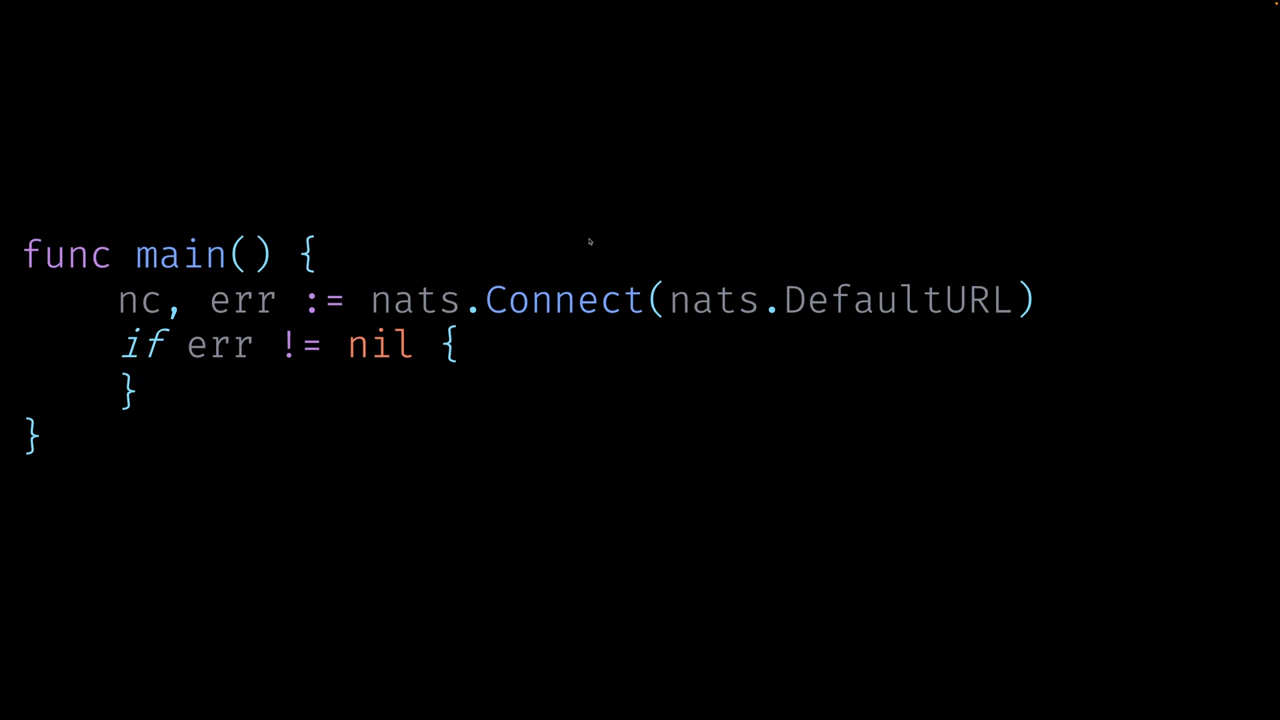 func main() {
    nc, err := nats.Connect(nats.DefaultURL)
    if err != nil {
    }
}